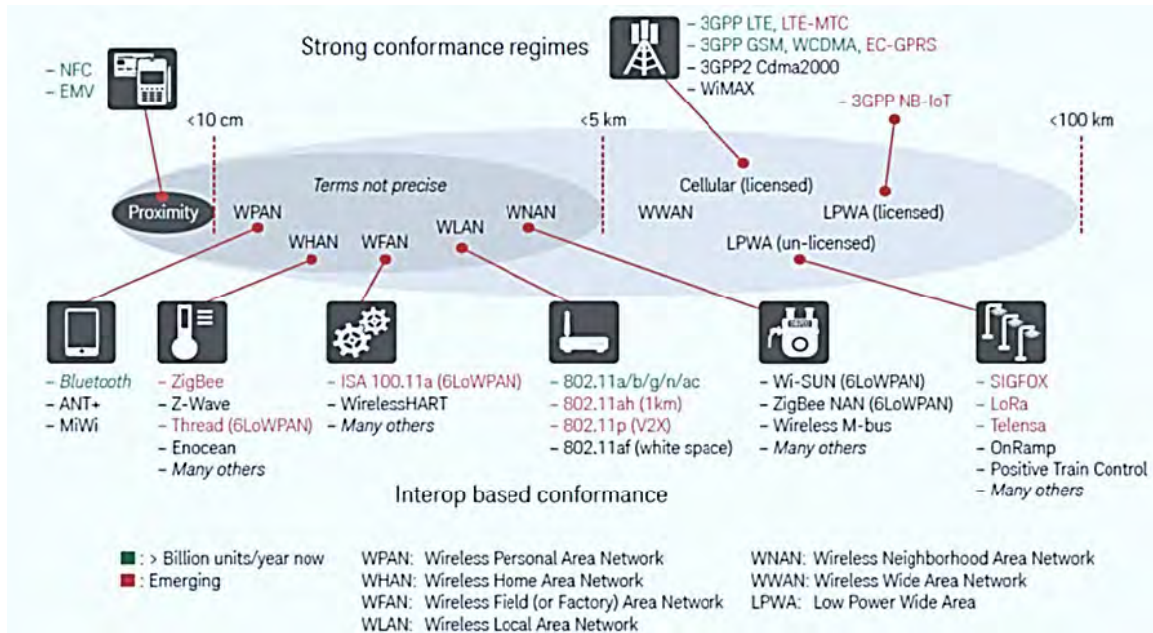 Strong conformance regimes
– NFC
– EMV
– 3GPP LTE, LTE-MTC
– 3GPP GSM, WCDMA, EC-GPRS
– 3GPP2 Cdma2000
– WiMAX
– 3GPP NB-IoT
<10 cm
<5 km
<100 km
Terms not precise
Cellular (licensed)
Proximity
WPAN
WHAN
WFAN
WLAN
WNAN
WWAN
LPWA (licensed)
LPWA (un-licensed)
– Bluetooth
– ANT+
– MiWi
– ZigBee
– Z-Wave
– Thread (6LoWPAN)
– Enocean
– Many others
– ISA 100.11a (6LoWPAN)
– WirelessHART
– Many others
– 802.11a/b/g/n/ac
– 802.11ah (1km)
– 802.11p (V2X)
– 802.11af (white space)
– Wi-SUN (6LoWPAN)
– ZigBee NAN (6LoWPAN)
– Wireless M-bus
– Many others
– SIGFOX
– LoRa
– Telensa
– OnRamp
– Positive Train Control
– Many others
Interop based conformance
: > Billion units/year now
: Emerging
WPAN: Wireless Personal Area Network
WHAN: Wireless Home Area Network
WFAN: Wireless Field (or Factory) Area Network
WLAN: Wireless Local Area Network
WNAN: Wireless Neighborhood Area Network
WWAN: Wireless Wide Area Network
LPWA: Low Power Wide Area